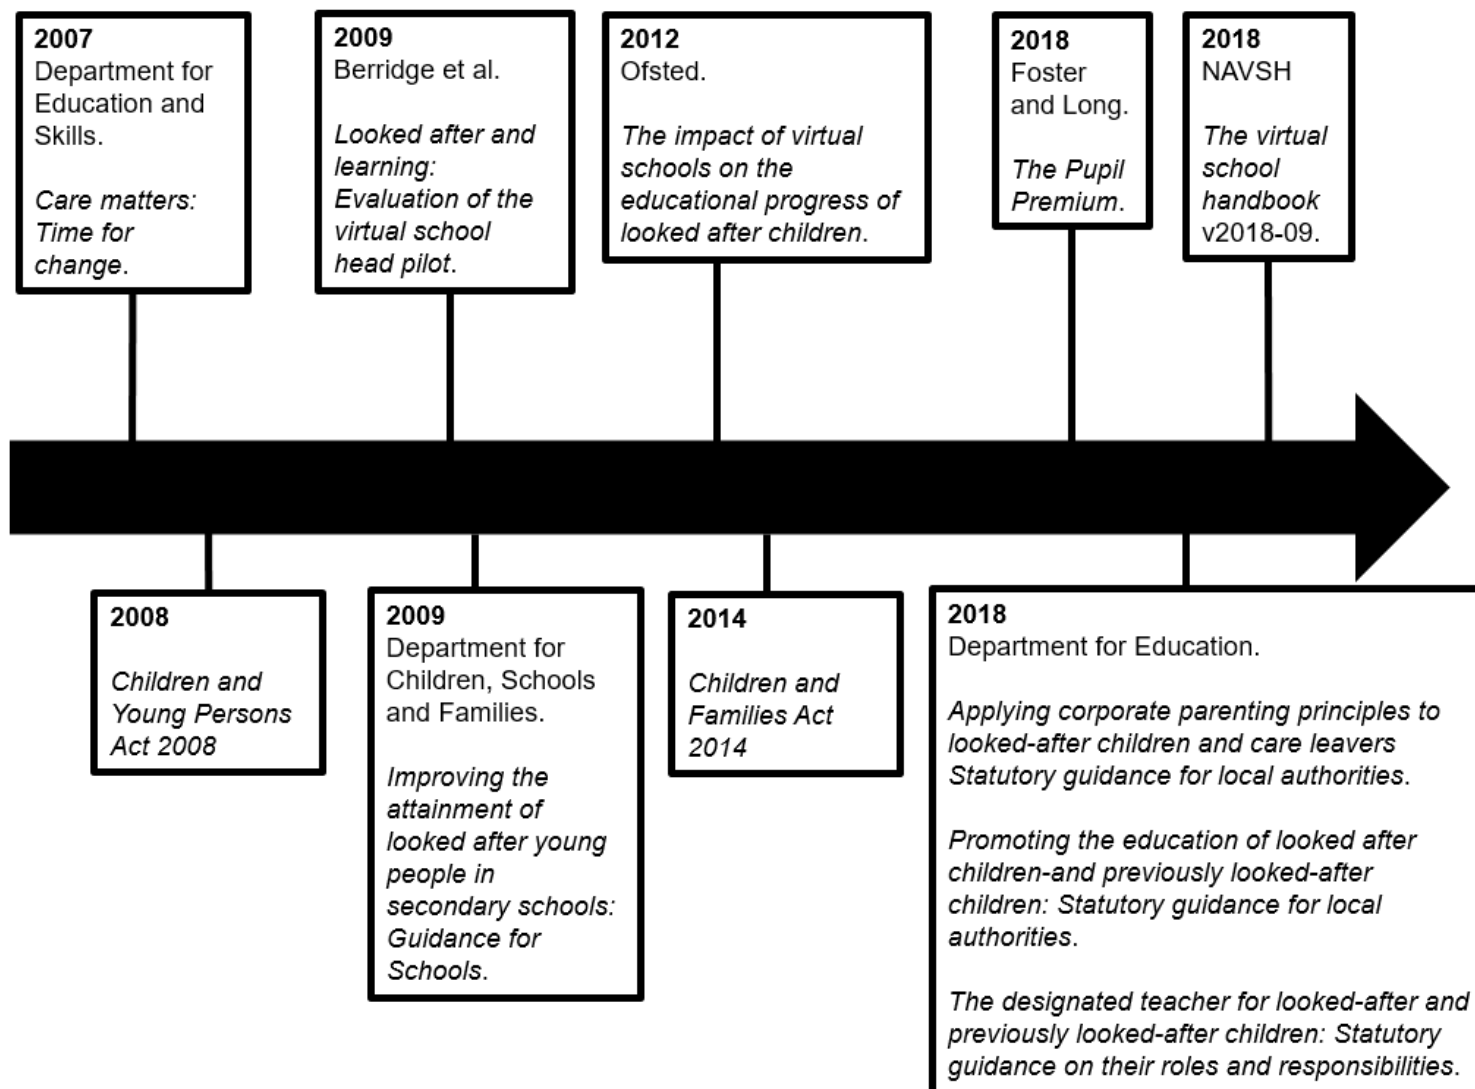 2007
Department for
Education and
Skills.
Care matters:
Time for
change.
2009
Berridge et al.
Looked after and
learning:
Evaluation of the
virtual school
head pilot.
2012
Ofsted.
The impact of virtual
schools on the
educational progress of
looked after children.
2018
Foster
and Long.
The Pupil
Premium.
2018
NAVSH
The virtual
school
handbook
v2018-09.
2008
Children and
Young Persons
Act 2008
2009
Department for
Children, Schools
and Families.
Improving the
attainment of
looked after young
people in
secondary schools:
Guidance for
Schools.
2014
Children and
Families Act
2014
2018
Department for Education.
Applying corporate parenting principles to
looked-after children and care leavers
Statutory guidance for local authorities.
Promoting the education of looked after
children-and previously looked-after
children: Statutory guidance for local
authorities.
The designated teacher for looked-after and
previously looked-after children: Statutory
guidance on their roles and responsibilities.